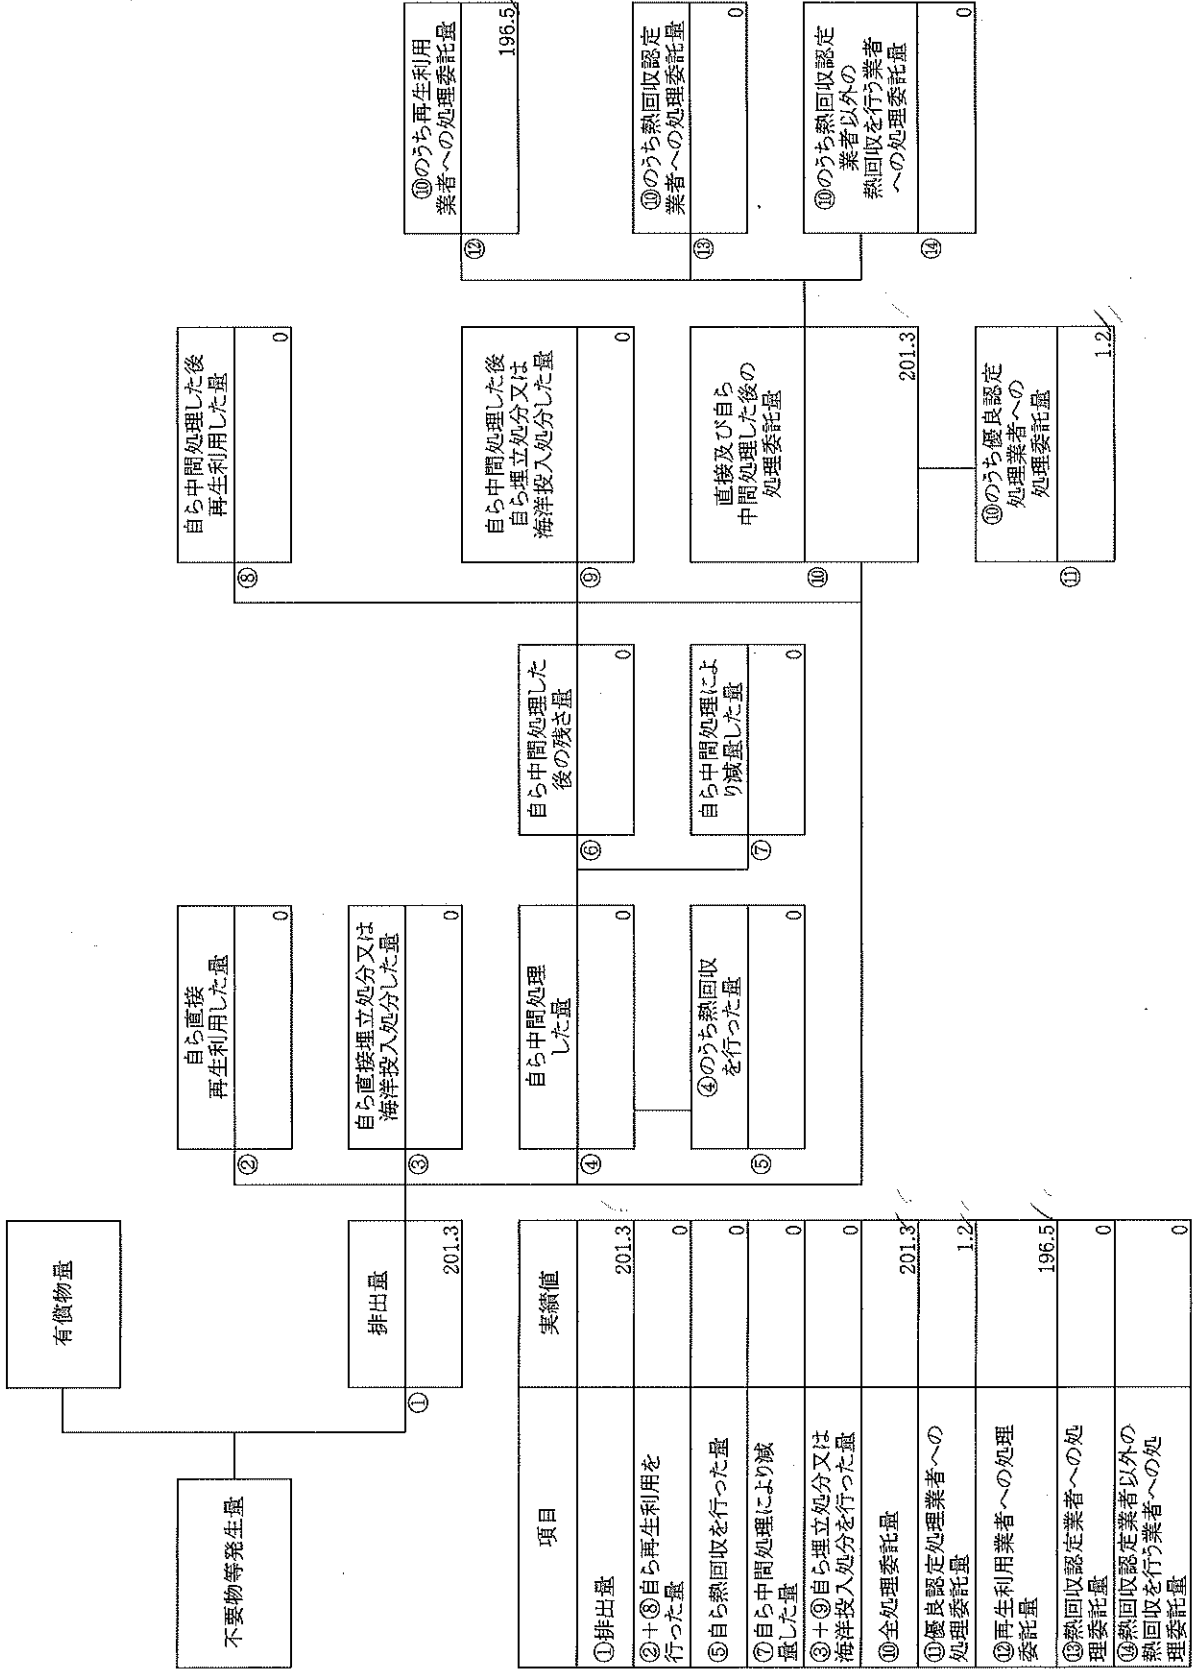 不要物等発生量
有償物量
①
排出量
201.3
②
自ら直接
再生利用した量
0
③
自ら直接埋立処分又は
海洋投入処分した量
0
④
自ら中間処理
した量
0
⑤
④のうち熱回収
を行った量
0
⑥
自ら中間処理した
後の残さ量
0
⑦
自ら中間処理によ
り減量した量
0
⑧
自ら中間処理した後
再生利用した量
0
⑨
自ら中間処理した後
自ら埋立処分又は
海洋投入処分した量
0
⑩
直接及び自ら
中間処理した後の
処理委託量
201.3
⑪
⑩のうち優良認定
処理業者への
処理委託量
1.2
⑫
⑩のうち再生利用
業者への処理委託量
196.5
⑬
⑩のうち熱回収認定
業者への処理委託量
0
⑭
⑩のうち熱回収認定
業者以外の
熱回収を行う業者
への処理委託量
0
項目
実績値
①排出量
201.3
②+⑧自ら再生利用を
行った量
0
⑤自ら熱回収を行った量
0
⑦自ら中間処理により減
量した量
0
③+⑨自ら埋立処分又は
海洋投入処分を行った量
0
⑩全処理委託量
201.3
⑪優良認定処理業者への
処理委託量
1.2
⑫再生利用業者への処理
委託量
196.5
⑬熱回収認定業者への処
理委託量
0
⑭熱回収認定業者以外の
熱回収を行う業者への処
理委託量
0